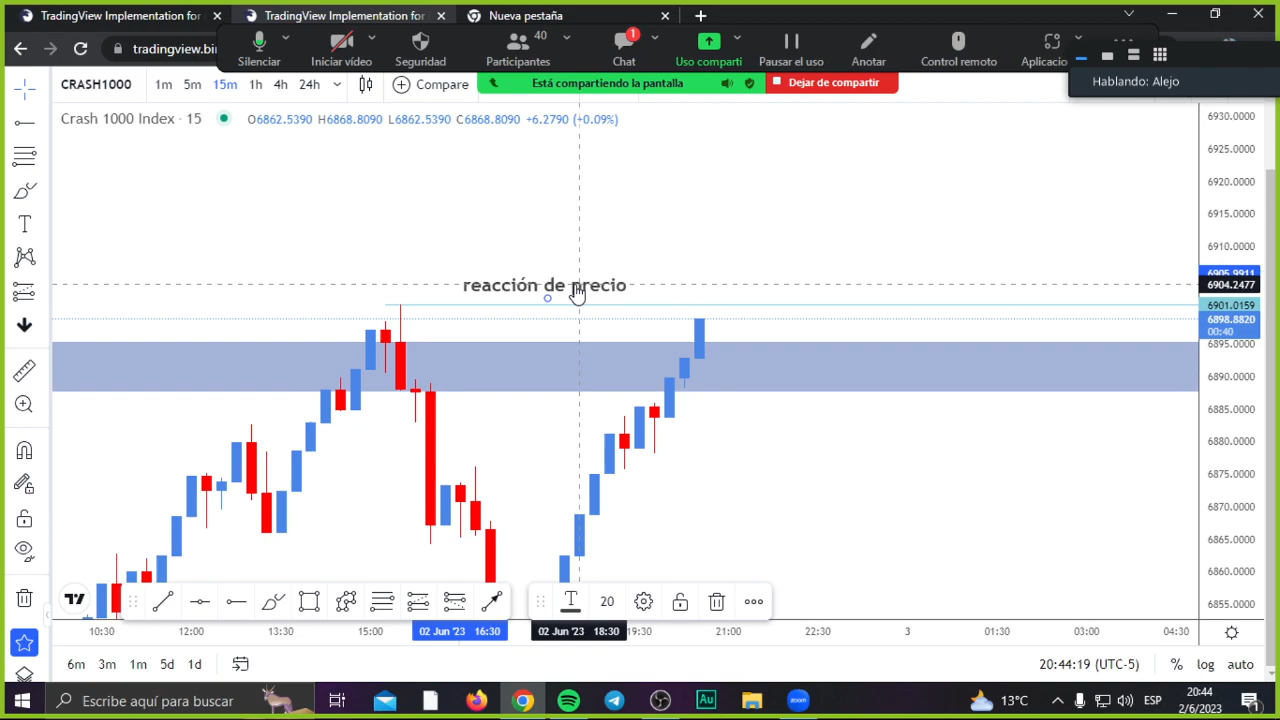 TradingView Implementation for
TradingView Implementation for
Nueva pestaña
tradingview.bin
Silenciar
Iniciar vídeo
Seguridad
40
Participantes
1
Chat
Uso comparti
Pausar el uso
Anotar
Control remoto
Aplicacio
Hablando: Alejo
Está compartiendo la pantalla
Dejar de compartir
CRASH1000
1m
5m
15m
1h
4h
24h
Compare
Crash 1000 Index · 15
O6862.5390 H6868.8090 L6862.5390 C6868.8090 +6.2790 (+0.09%)
reacción de precio
6930.0000
6925.0000
6920.0000
6915.0000
6910.0000
6905.9911
6904.2477
6901.0159
6898.8820
00:40
6895.0000
6890.0000
6885.0000
6880.0000
6875.0000
6870.0000
6865.0000
6860.0000
6855.0000
20
10:30
12:00
13:30
15:00
02 Jun '23 16:30
02 Jun '23 18:30
19:30
21:00
22:30
3
01:30
03:00
04:30
6m
3m
1m
5d
1d
20:44:19 (UTC-5)
%
log
auto
Escribe aquí para buscar
Au
zoom
13°C
ESP
20:44
2/6/2023
1